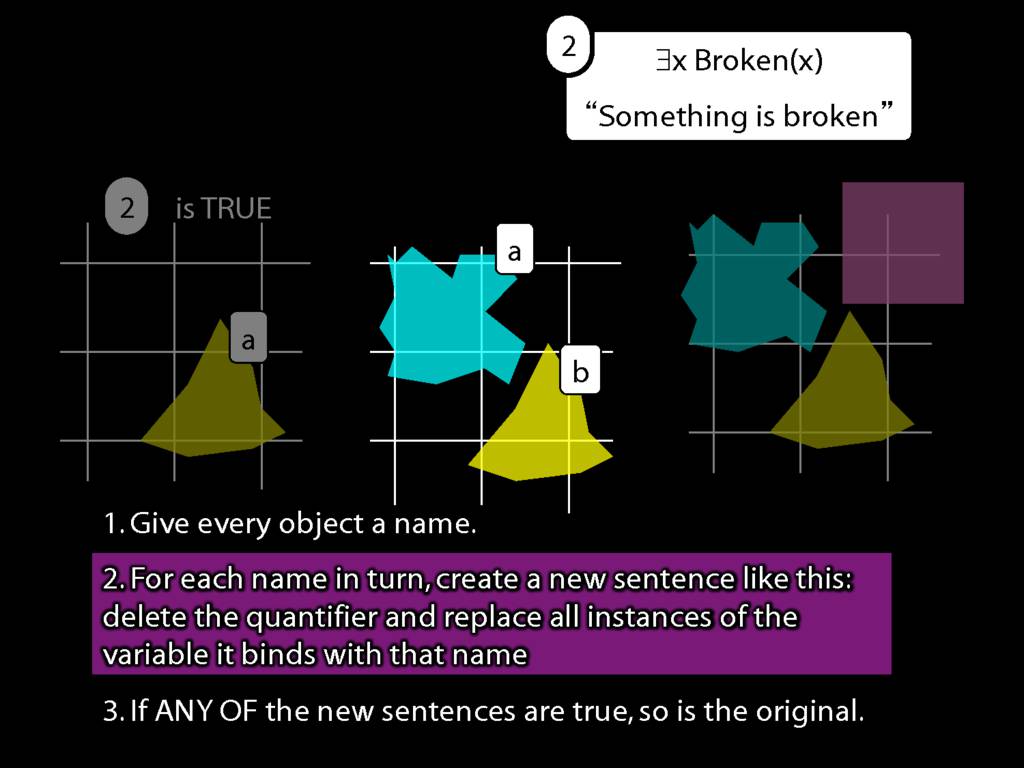 2
∃x Broken(x)
“Something is broken”
2 is TRUE
a
a
b
1. Give every object a name.
2. For each name in turn, create a new sentence like this:
delete the quantifier and replace all instances of the
variable it binds with that name
3. If ANY OF the new sentences are true, so is the original.